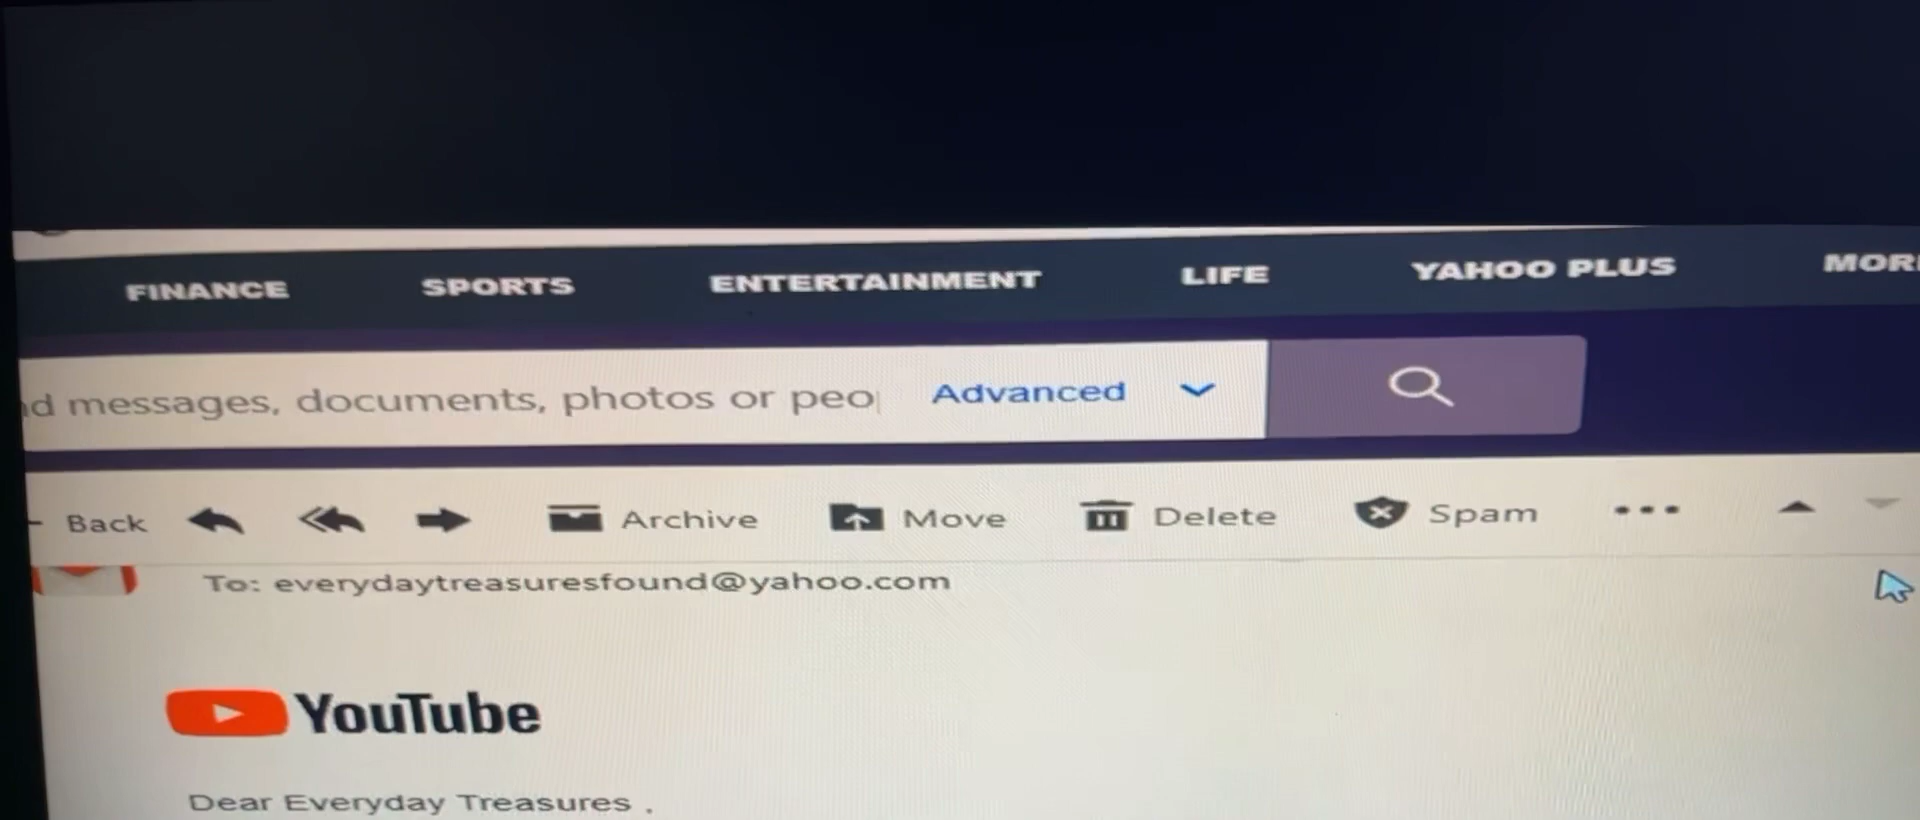 FINANCE SPORTS ENTERTAINMENT LIFE YAHOO PLUS
messages, documents, photos or peo Advanced
Back Archive Move Delete Spam •••
To: everydaytreasuresfound@yahoo.com
YouTube
Dear Everyday Treasures .